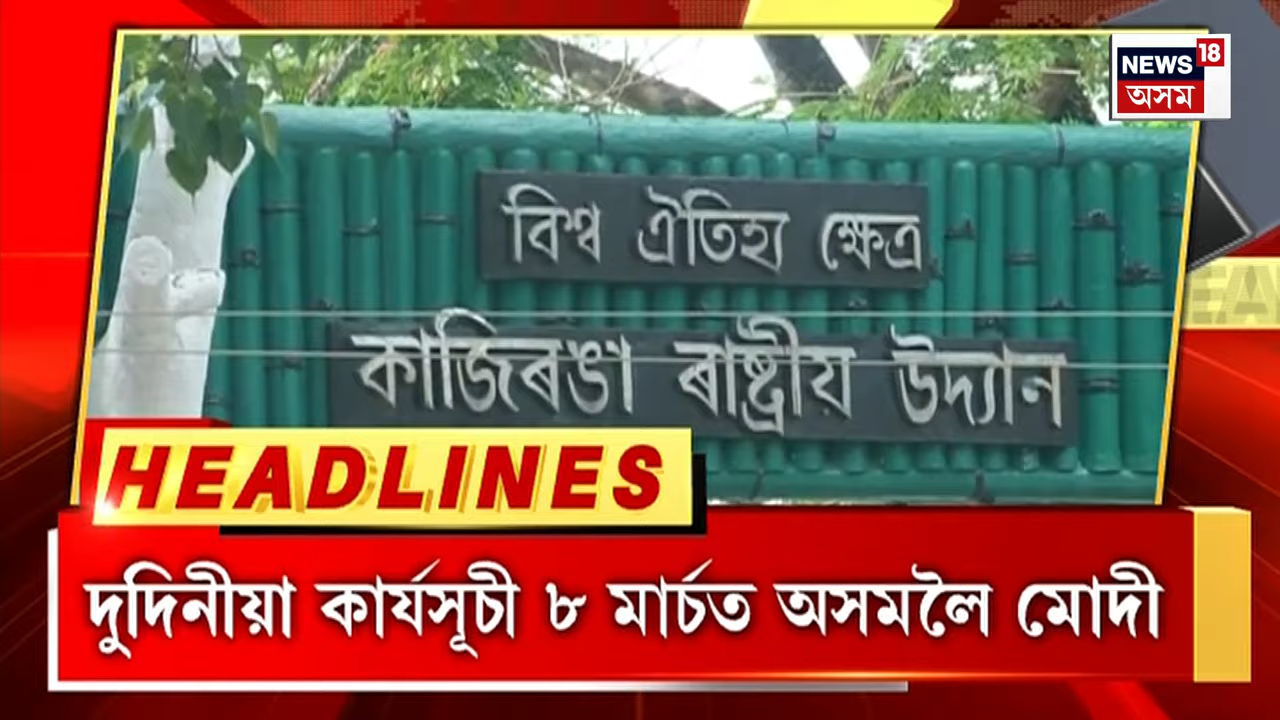 NEWS 18
অসম
বিশ্ব ঐতিহ্য ক্ষেত্ৰ
কাজিৰঙা ৰাষ্ট্ৰীয় উদ্যান
HEADLINES
দুদিনীয়া কাৰ্যসূচী ৮ মাৰ্চত অসমলৈ মোদী